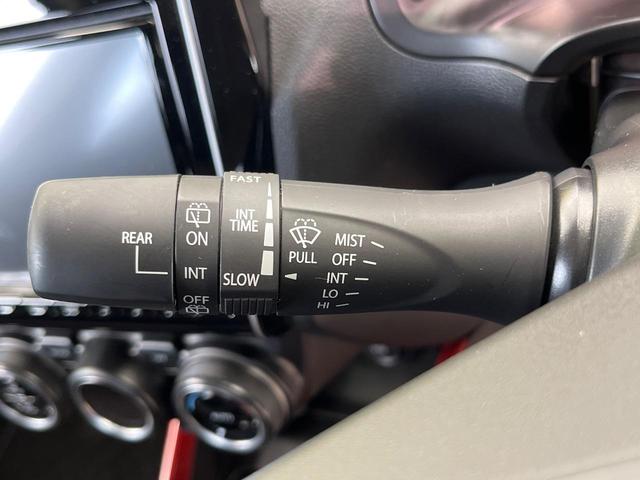 FAST
INT
TIME
SLOW
REAR
ON
INT
OFF
PULL
MIST
OFF
INT
LO
HI